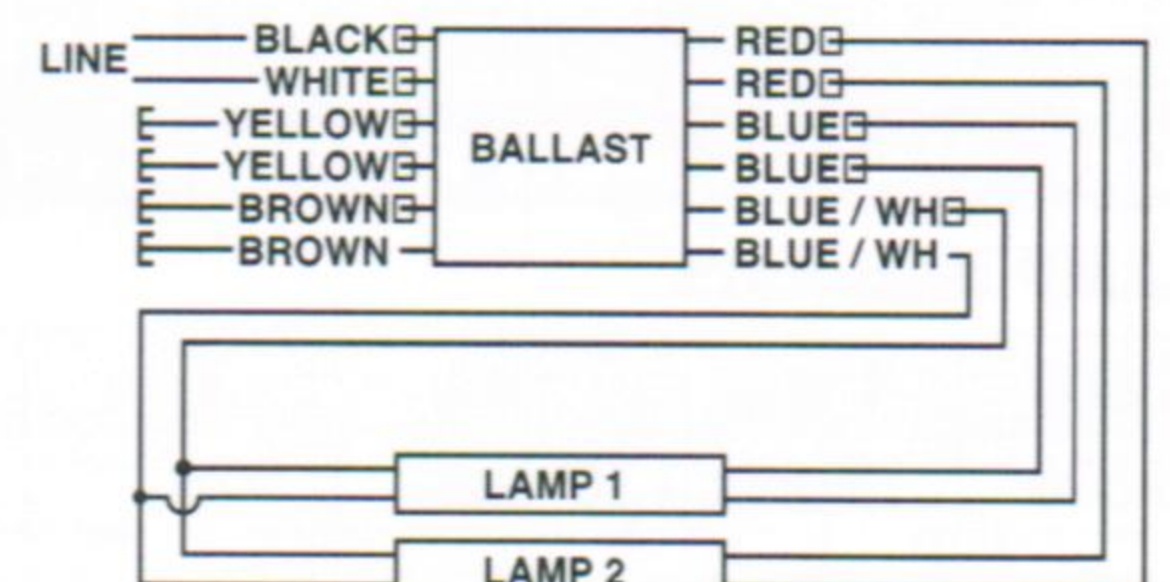 LINE
BLACK
WHITE
YELLOW
YELLOW
BROWN
BROWN
BALLAST
RED
RED
BLUE
BLUE
BLUE / WH
BLUE / WH
LAMP 1
LAMP 2